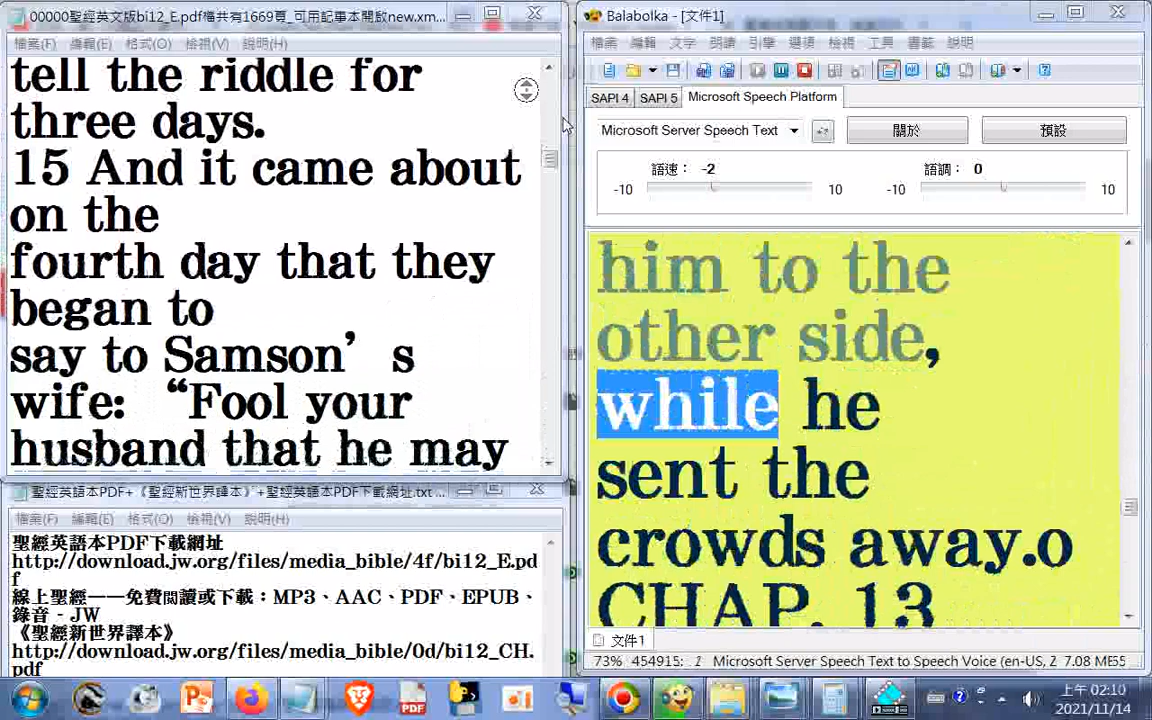 00000聖經英文版bi12_E.pdf檔共有1669頁_可用記事本開啟new.xm...
檔案(F) 編輯(E) 格式(O) 檢視(V) 說明(H)
tell the riddle for
three days.
15 And it came about
on the
fourth day that they
began to
say to Samson’s
wife: “Fool your
husband that he may
聖經英語本PDF+《聖經新世界譯本》+聖經英語本PDF下載網址.txt ...
檔案(F) 編輯(E) 格式(O) 檢視(V) 說明(H)
聖經英語本PDF下載網址
http://download.jw.org/files/media_bible/4f/bi12_E.pd
f
線上聖經——免費閱讀或下載：MP3、AAC、PDF、EPUB、
錄音 - JW
《聖經新世界譯本》
http://download.jw.org/files/media_bible/0d/bi12_CH.
pdf
Balabolka - [文件1]
檔案 編輯 文字 朗讀 引擎 選項 檢視 工具 書籤 說明
SAPI 4 SAPI 5 Microsoft Speech Platform
Microsoft Server Speech Text 關於 預設
語速： -2 語調： 0
-10 10 -10 10
him to the
other side,
while he
sent the
crowds away.o
CHAP. 13
文件1
73% 454915: 2 Microsoft Server Speech Text to Speech Voice (en-US, 2 7.08 ME55
PDF
上午 02:10
2021/11/14